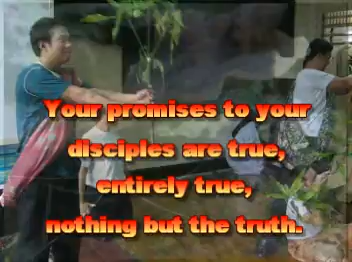 Your promises to your
disciples are true,
entirely true,
nothing but the truth.